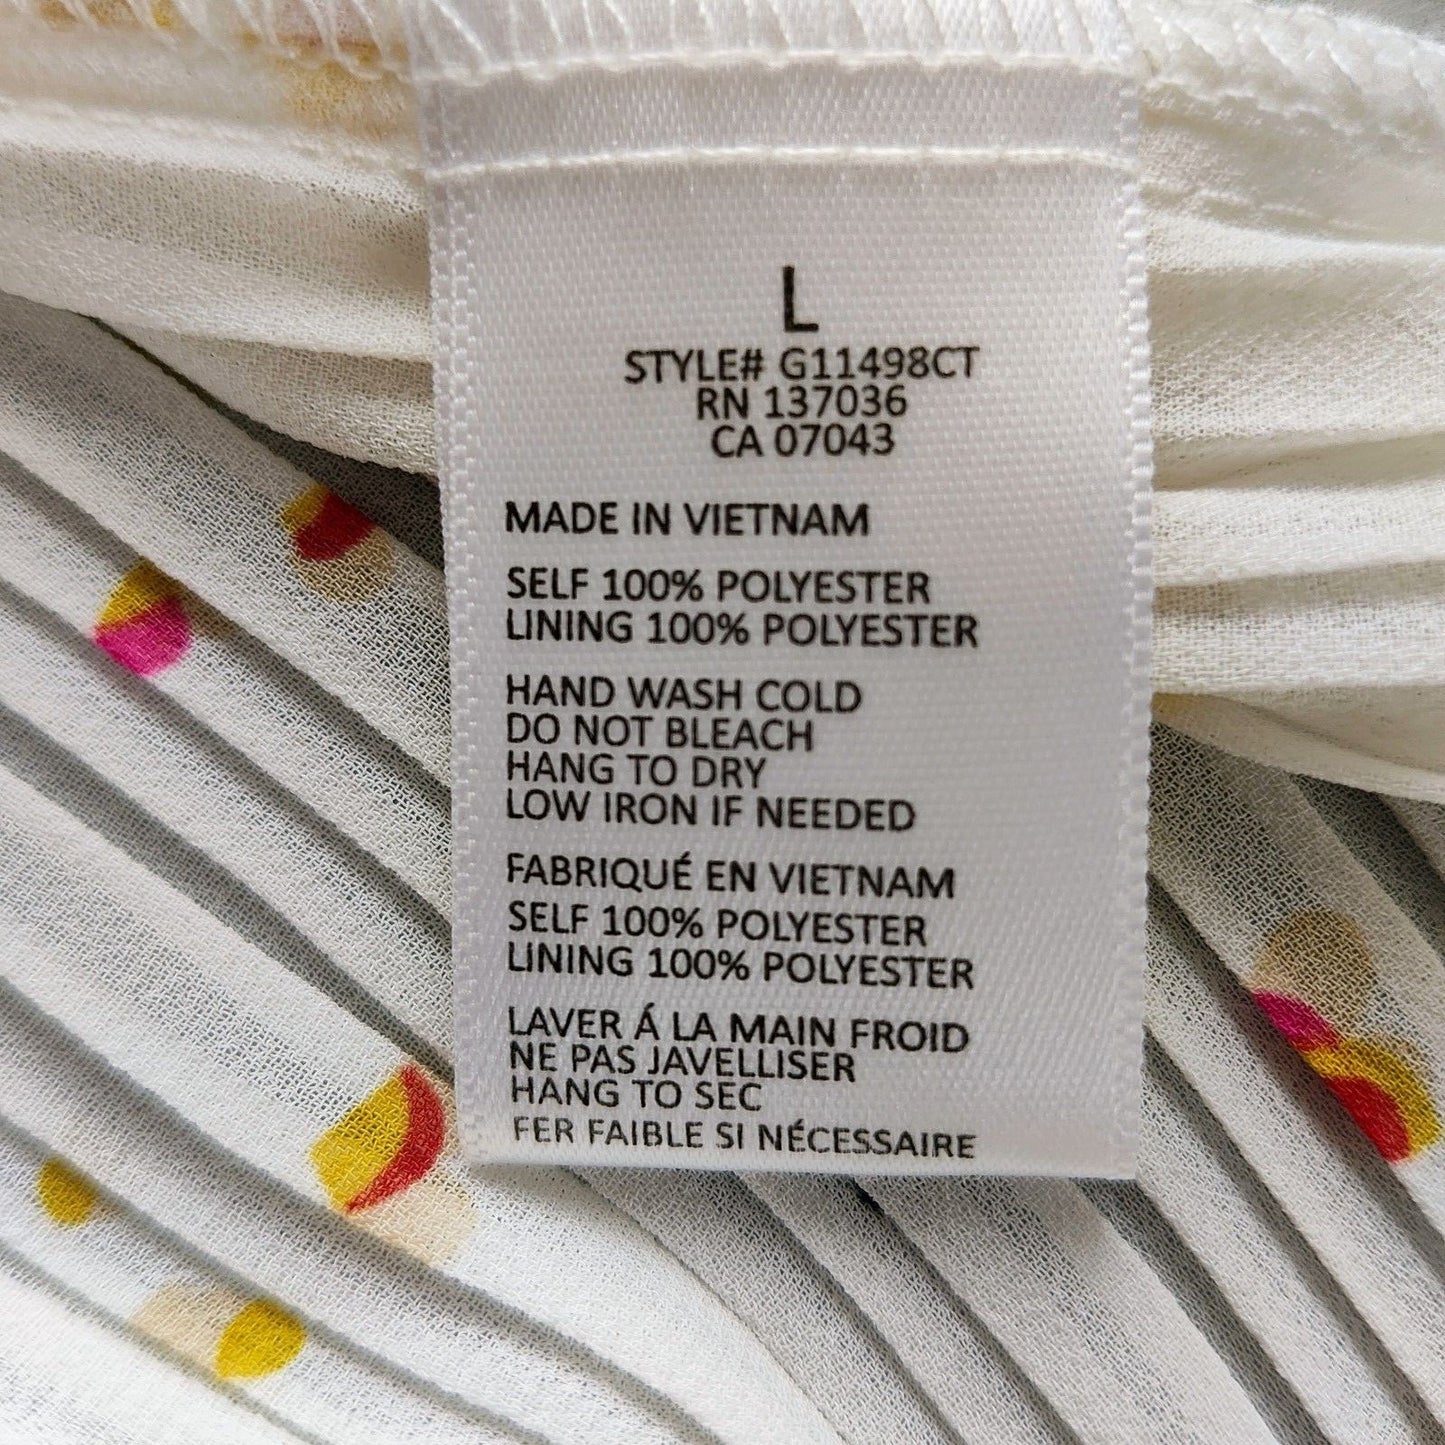 L
STYLE# G11498CT
RN 137036
CA 07043
MADE IN VIETNAM
SELF 100% POLYESTER
LINING 100% POLYESTER
HAND WASH COLD
DO NOT BLEACH
HANG TO DRY
LOW IRON IF NEEDED
FABRIQUÉ EN VIETNAM
SELF 100% POLYESTER
LINING 100% POLYESTER
LAVER Á LA MAIN FROID
NE PAS JAVELLISER
HANG TO SEC
FER FAIBLE SI NÉCESSAIRE